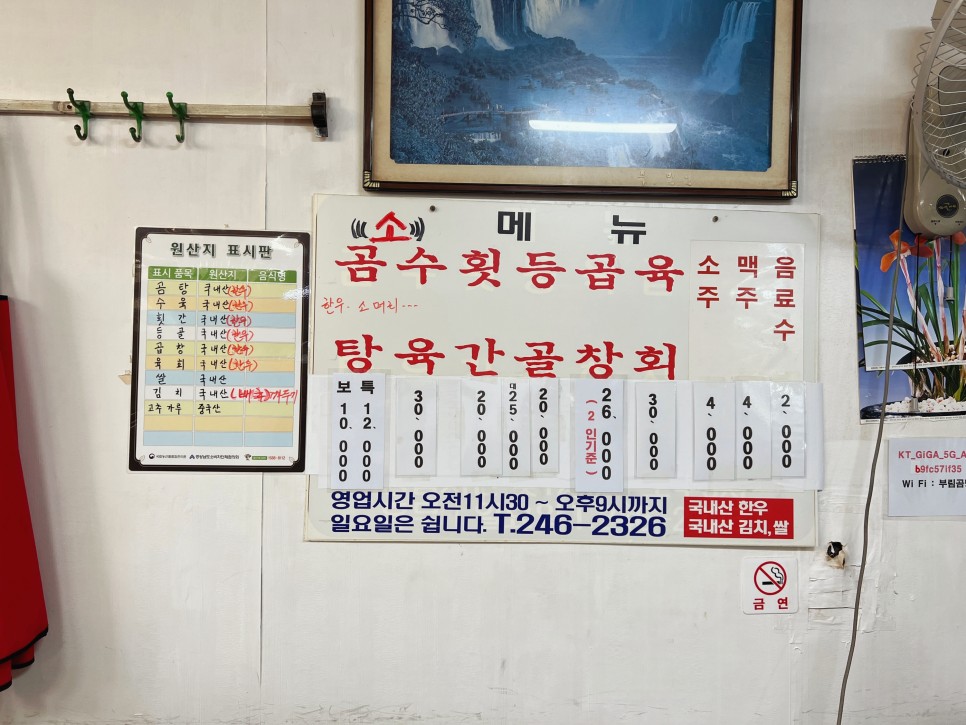 원산지 표시판
표시 품목 원산지 음식명
곰 탕 국내산(한우)
수 육 국내산(한우)
횟 간 국내산(한우)
등 골 국내산(한우)
곱 창 국내산(한우)
육 회 국내산(한우)
쌀 국내산
김 치 국내산
고추 가루 중국산
소 메 뉴
곰탕
수육
횟간
등골
곱창
육회
소주
맥주
음료수
한우. 소머리...
보 10.000
특 12.000
30.000
20.000
대 25.000
20.000
26.000 (2인기준)
30.000
4.000
4.000
2.000
영업시간 오전11시30 ~ 오후9시까지
일요일은 쉽니다. T.246-2326
국내산 한우
국내산 김치,쌀
금 연
KT_GiGA_5G_A
b9fc57if35
Wi Fi : 부림곰